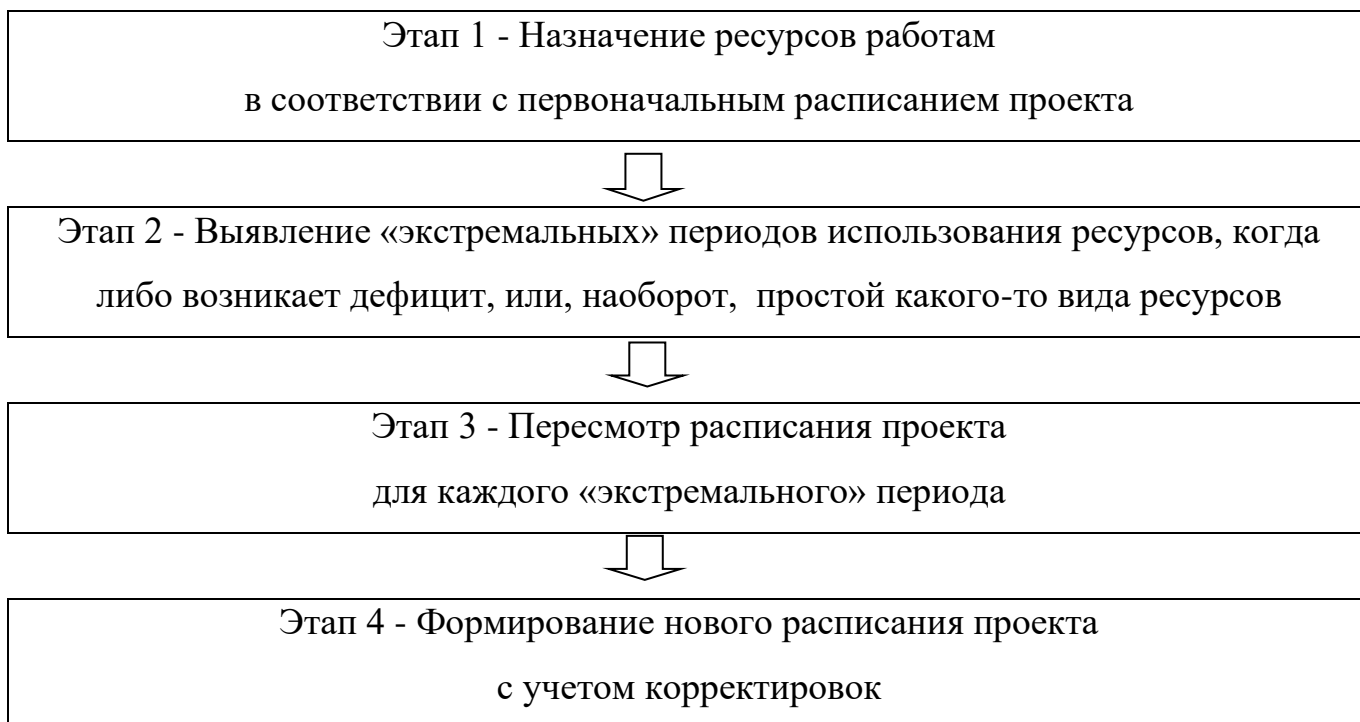 Этап 1 - Назначение ресурсов работам
в соответствии с первоначальным расписанием проекта
Этап 2 - Выявление «экстремальных» периодов использования ресурсов, когда
либо возникает дефицит, или, наоборот, простой какого-то вида ресурсов
Этап 3 - Пересмотр расписания проекта
для каждого «экстремального» периода
Этап 4 - Формирование нового расписания проекта
с учетом корректировок